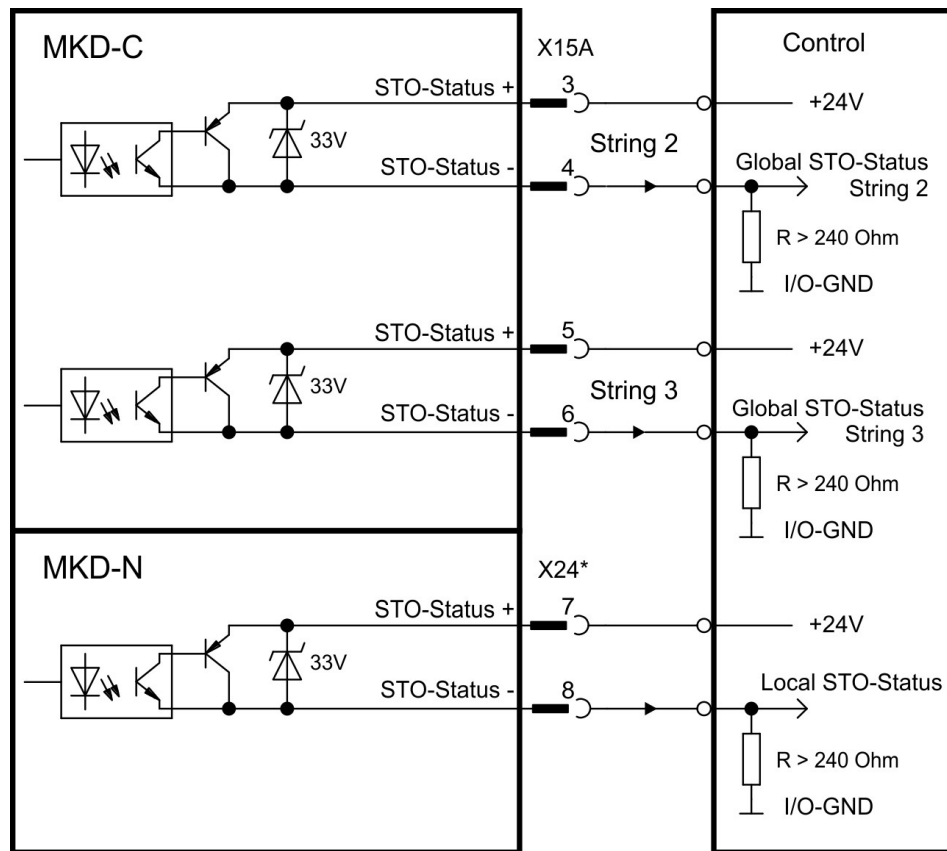 MKD-C
X15A
Control
STO-Status +
3
+24V
33V
String 2
STO-Status -
4
Global STO-Status
String 2
R > 240 Ohm
I/O-GND
STO-Status +
5
+24V
33V
String 3
STO-Status -
6
Global STO-Status
String 3
R > 240 Ohm
I/O-GND
MKD-N
X24*
STO-Status +
7
+24V
33V
STO-Status -
8
Local STO-Status
R > 240 Ohm
I/O-GND